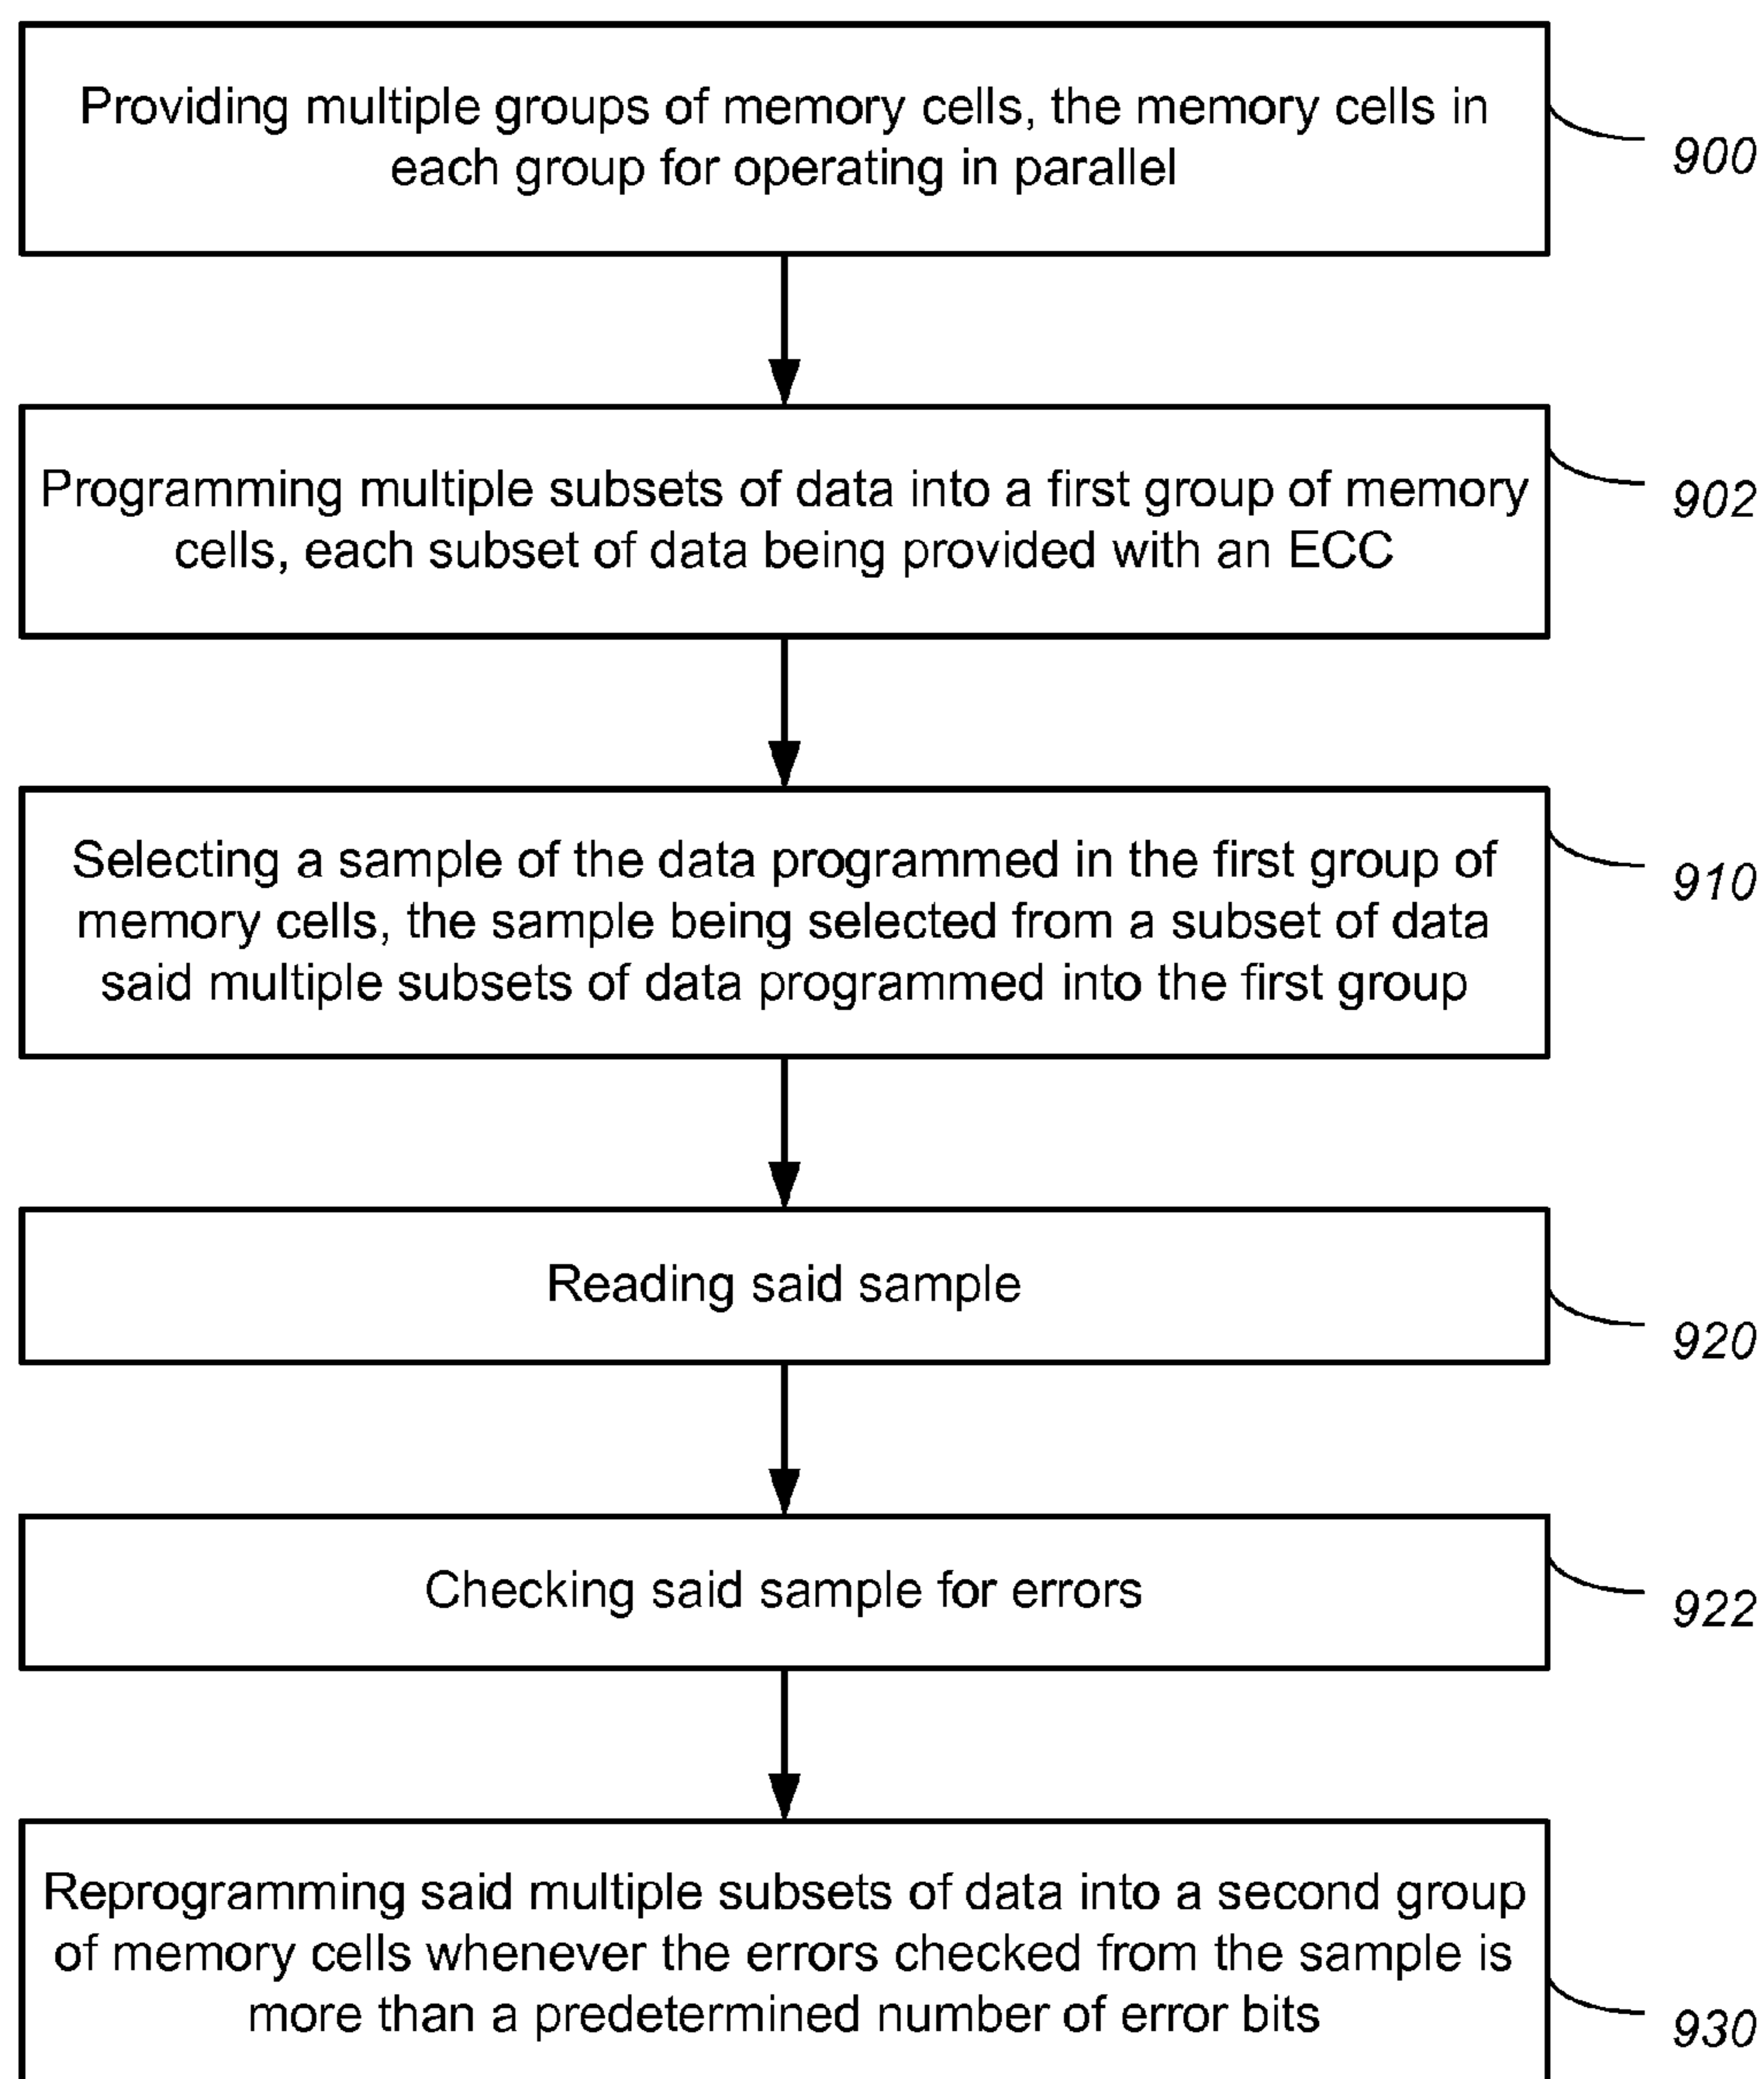 Providing multiple groups of memory cells, the memory cells in
each group for operating in parallel
900
Programming multiple subsets of data into a first group of memory
cells, each subset of data being provided with an ECC
902
Selecting a sample of the data programmed in the first group of
memory cells, the sample being selected from a subset of data
said multiple subsets of data programmed into the first group
910
Reading said sample
920
Checking said sample for errors
922
Reprogramming said multiple subsets of data into a second group
of memory cells whenever the errors checked from the sample is
more than a predetermined number of error bits
930